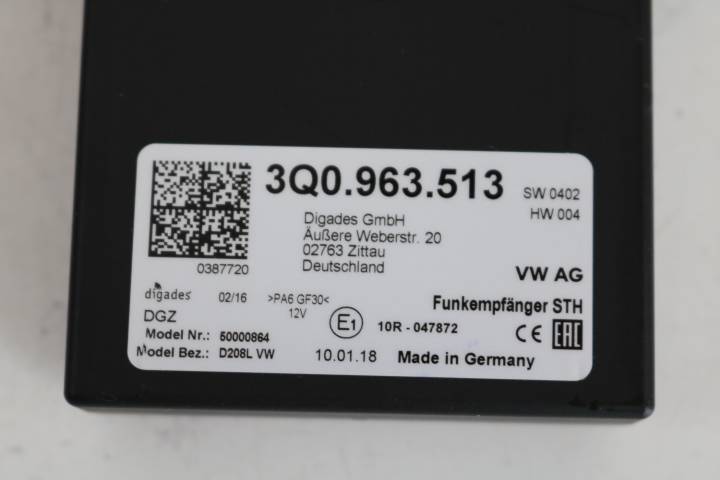 3Q0.963.513
SW 0402
HW 004
Digades GmbH
Äußere Weberstr. 20
02763 Zittau
Deutschland
0387720
VW AG
digades
02/16
>PA6 GF30<
12V
Funkempfänger STH
DGZ
E1
10R - 047872
CE
EAC
Model Nr.: 50000864
Model Bez.: D208L VW
10.01.18
Made in Germany